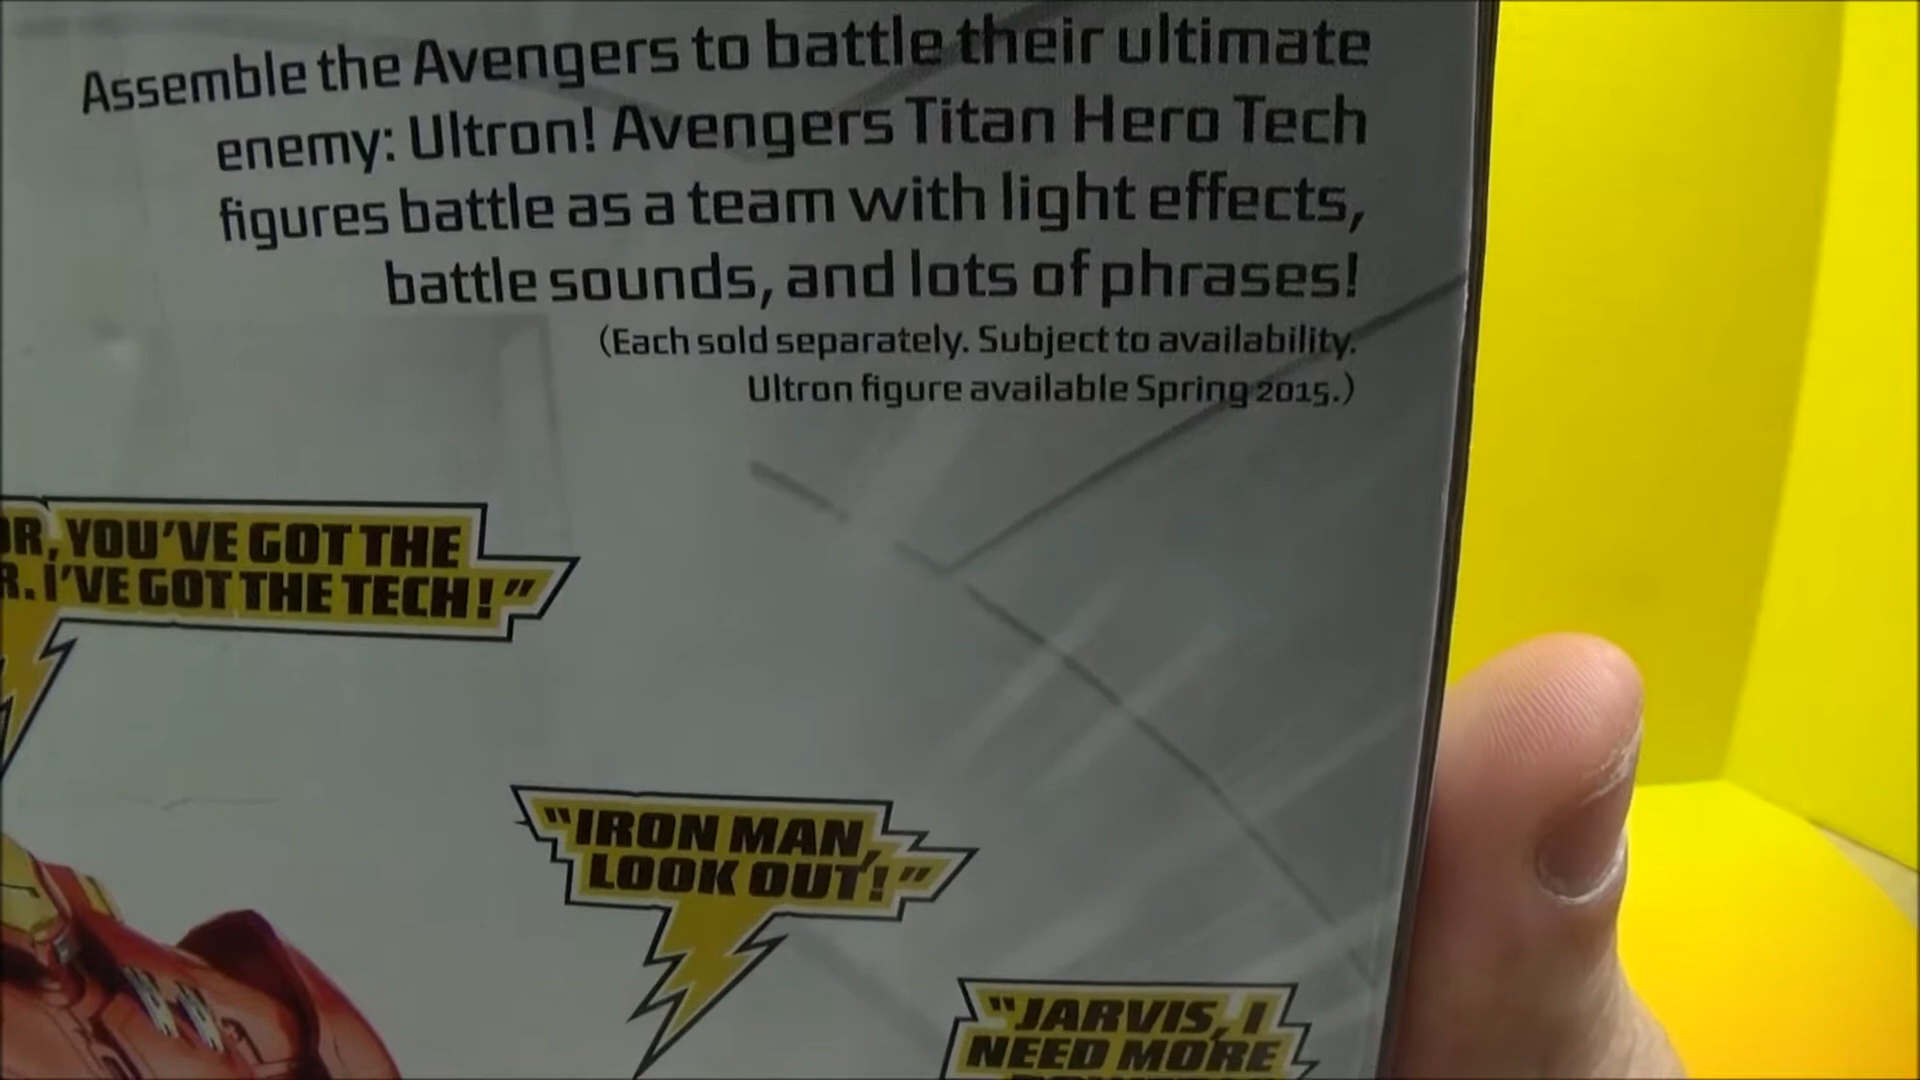 Assemble the Avengers to battle their ultimate
enemy: Ultron! Avengers Titan Hero Tech
figures battle as a team with light effects,
battle sounds, and lots of phrases!
(Each sold separately. Subject to availability.
Ultron figure available Spring 2015.)
YOU'VE GOT THE
I'VE GOT THE TECH!"
"IRON MAN,
LOOK OUT!"
"JARVIS, I
NEED MORE